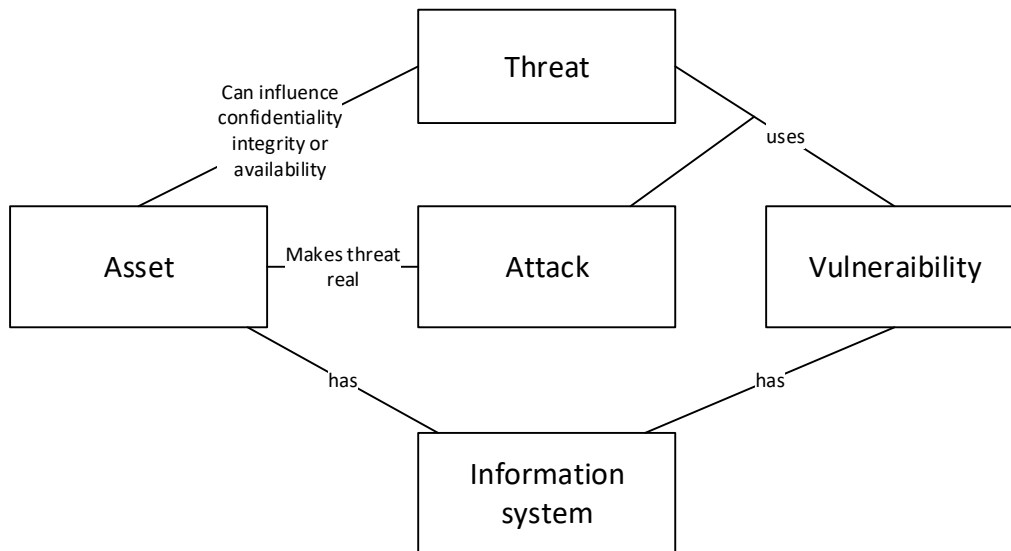 Threat
Can influence
confidentiality
integrity or
availability
uses
Asset
Makes threat
real
Attack
Vulneraibility
has
has
Information
system